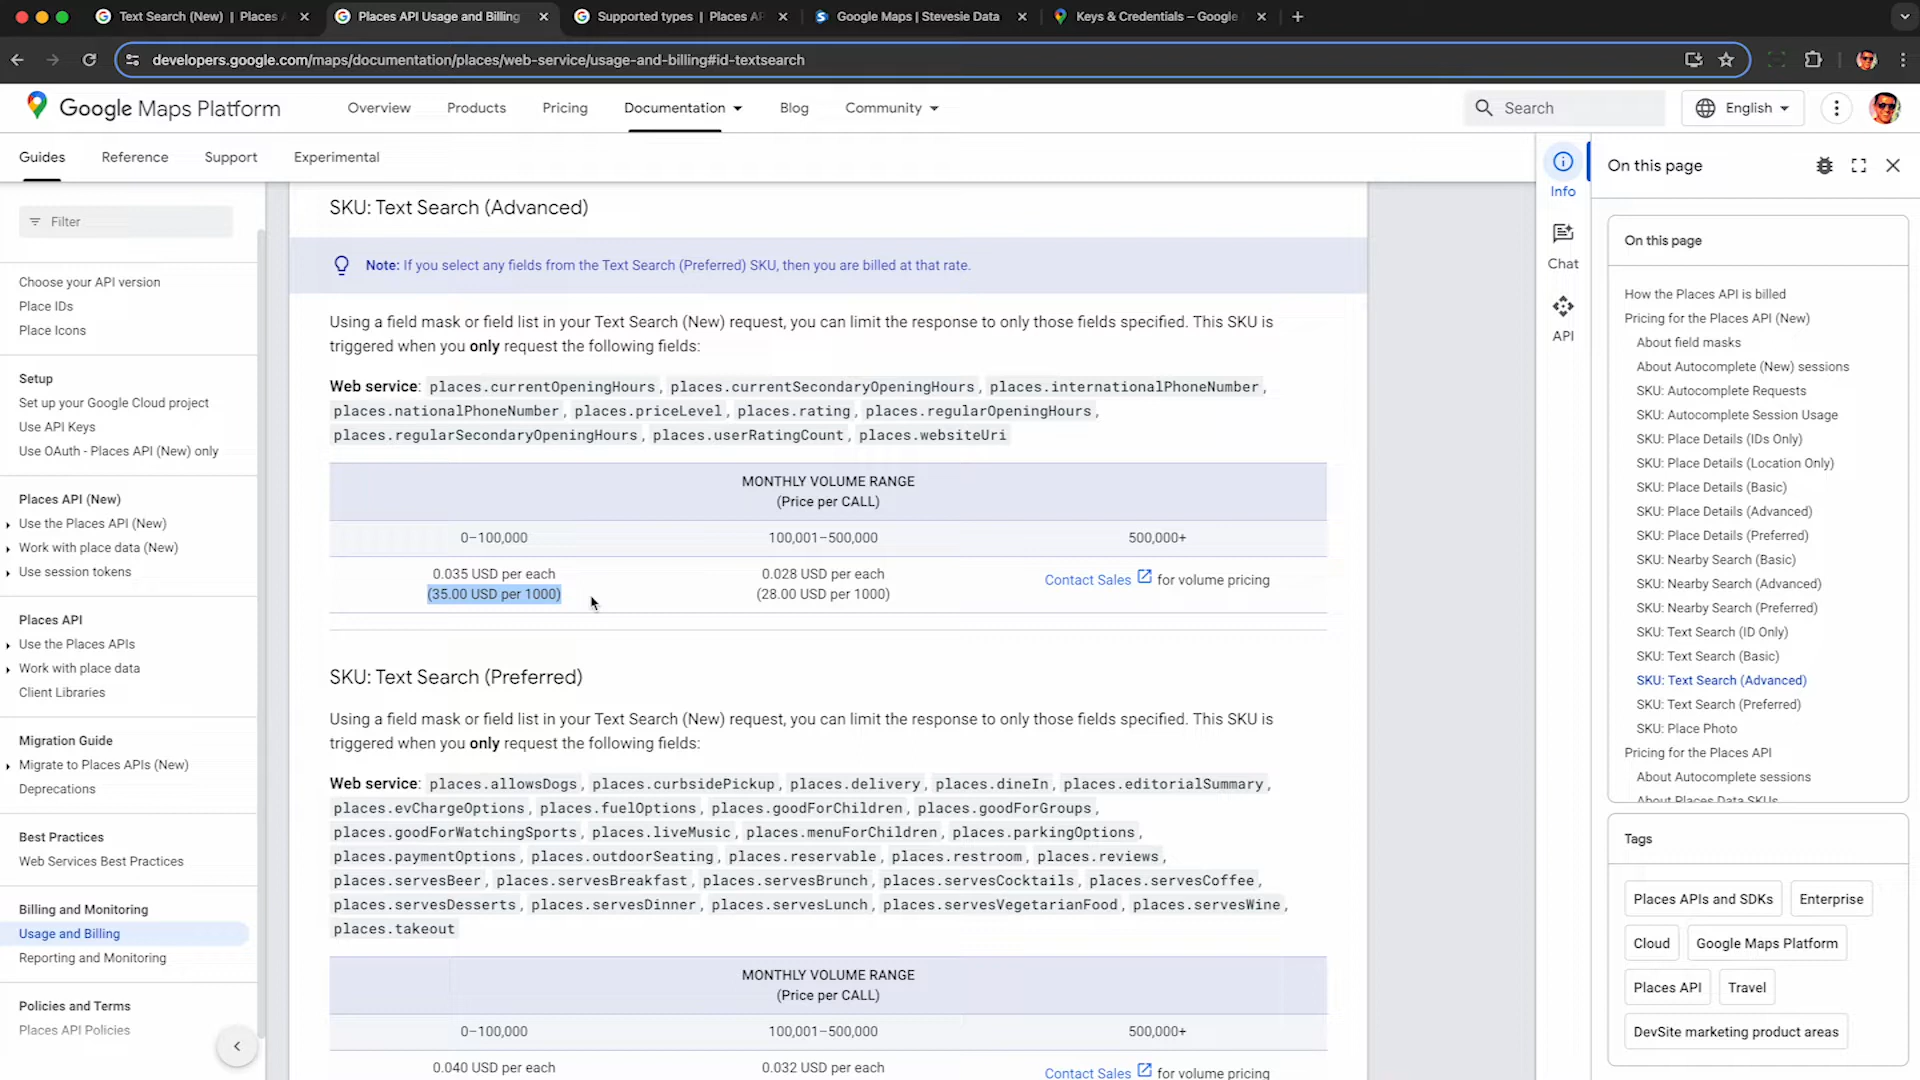 Text Search (New) | Places A
Places API Usage and Billing
Supported types | Places AP
Google Maps | Stevesie Data
Keys & Credentials – Google
developers.google.com/maps/documentation/places/web-service/usage-and-billing#id-textsearch
Google Maps Platform
Overview
Products
Pricing
Documentation
Blog
Community
Search
English
Guides
Reference
Support
Experimental
Filter
Choose your API version
Place IDs
Place Icons
Setup
Set up your Google Cloud project
Use API Keys
Use OAuth - Places API (New) only
Places API (New)
Use the Places API (New)
Work with place data (New)
Use session tokens
Places API
Use the Places APIs
Work with place data
Client Libraries
Migration Guide
Migrate to Places APIs (New)
Deprecations
Best Practices
Web Services Best Practices
Billing and Monitoring
Usage and Billing
Reporting and Monitoring
Policies and Terms
Places API Policies
SKU: Text Search (Advanced)
Note: If you select any fields from the Text Search (Preferred) SKU, then you are billed at that rate.
Using a field mask or field list in your Text Search (New) request, you can limit the response to only those fields specified. This SKU is
triggered when you only request the following fields:
Web service: places.currentOpeningHours, places.currentSecondaryOpeningHours, places.internationalPhoneNumber,
places.nationalPhoneNumber, places.priceLevel, places.rating, places.regularOpeningHours,
places.regularSecondaryOpeningHours, places.userRatingCount, places.websiteUri
MONTHLY VOLUME RANGE
(Price per CALL)
0–100,000
100,001–500,000
500,000+
0.035 USD per each
(35.00 USD per 1000)
0.028 USD per each
(28.00 USD per 1000)
Contact Sales for volume pricing
SKU: Text Search (Preferred)
Using a field mask or field list in your Text Search (New) request, you can limit the response to only those fields specified. This SKU is
triggered when you only request the following fields:
Web service: places.allowsDogs, places.curbsidePickup, places.delivery, places.dineIn, places.editorialSummary,
places.evChargeOptions, places.fuelOptions, places.goodForChildren, places.goodForGroups,
places.goodForWatchingSports, places.liveMusic, places.menuForChildren, places.parkingOptions,
places.paymentOptions, places.outdoorSeating, places.reservable, places.restroom, places.reviews,
places.servesBeer, places.servesBreakfast, places.servesBrunch, places.servesCocktails, places.servesCoffee,
places.servesDesserts, places.servesDinner, places.servesLunch, places.servesVegetarianFood, places.servesWine,
places.takeout
MONTHLY VOLUME RANGE
(Price per CALL)
0–100,000
100,001–500,000
500,000+
0.040 USD per each
0.032 USD per each
Contact Sales for volume pricing
Info
Chat
API
On this page
On this page
How the Places API is billed
Pricing for the Places API (New)
About field masks
About Autocomplete (New) sessions
SKU: Autocomplete Requests
SKU: Autocomplete Session Usage
SKU: Place Details (IDs Only)
SKU: Place Details (Location Only)
SKU: Place Details (Basic)
SKU: Place Details (Advanced)
SKU: Place Details (Preferred)
SKU: Nearby Search (Basic)
SKU: Nearby Search (Advanced)
SKU: Nearby Search (Preferred)
SKU: Text Search (ID Only)
SKU: Text Search (Basic)
SKU: Text Search (Advanced)
SKU: Text Search (Preferred)
SKU: Place Photo
Pricing for the Places API
About Autocomplete sessions
About Places Data SKUs
Tags
Places APIs and SDKs
Enterprise
Cloud
Google Maps Platform
Places API
Travel
DevSite marketing product areas